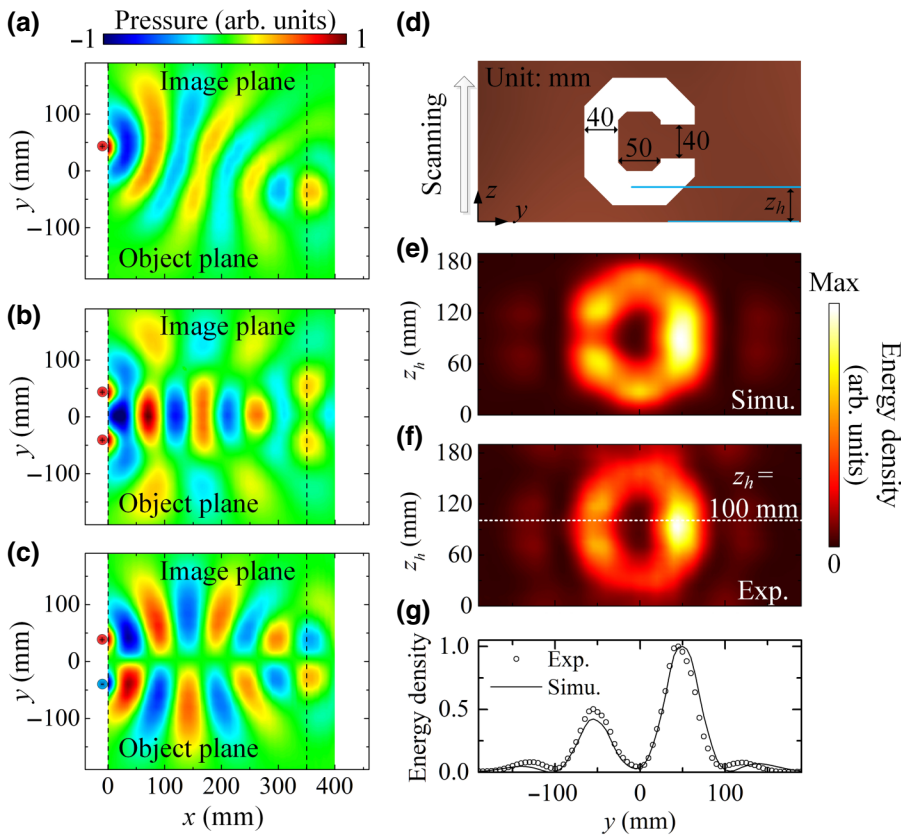 (a)
Pressure (arb. units)
−1 1
Image plane
100
0
−100
y (mm)
Object plane
(b)
Image plane
100
0
−100
y (mm)
Object plane
(c)
Image plane
100
0
−100
y (mm)
Object plane
0 100 200 300 400
x (mm)
(d)
Unit: mm
Scanning
40
50
40
z
y
z_h
(e)
180
120
60
0
z_h (mm)
Simu.
Max
Energy density
(arb. units)
0
(f)
180
120
60
0
z_h (mm)
z_h =
100 mm
Exp.
(g)
1.0
0.5
0.0
Energy density
Exp.
Simu.
−100 0 100
y (mm)